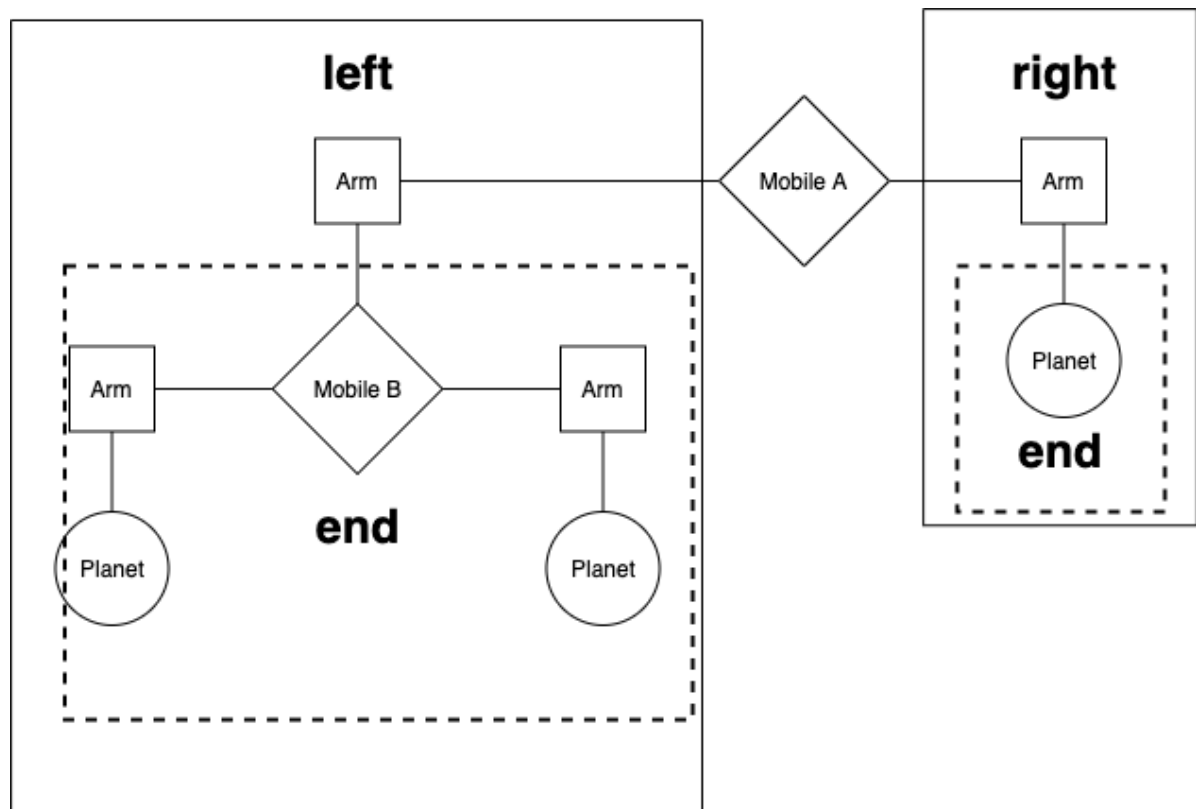 left
right
Arm
Mobile A
Arm
Arm
Mobile B
Arm
Planet
end
end
Planet
Planet